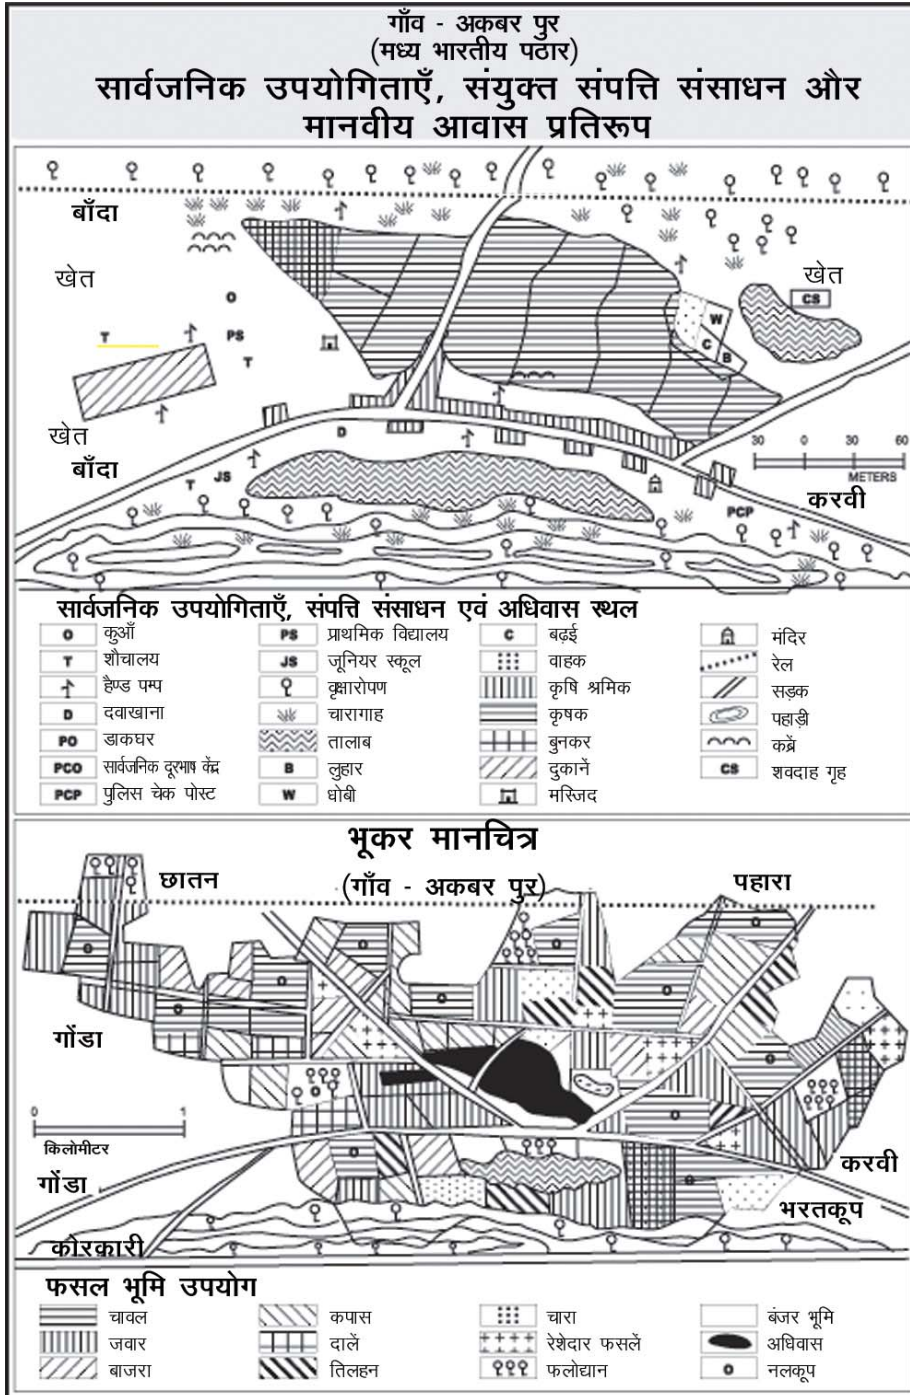 गाँव - अकबर पुर
(मध्य भारतीय पठार)
सार्वजनिक उपयोगिताएँ, संयुक्त संपत्ति संसाधन और
मानवीय आवास प्रतिरूप
बाँदा
खेत
खेत
CS
O
PS
T
T
W
C
B
खेत
बाँदा
D
JS
T
30 0 30 60
METERS
करवी
PCP
सार्वजनिक उपयोगिताएँ, संपत्ति संसाधन एवं अधिवास स्थल
O कुआँ
PS प्राथमिक विद्यालय
C बढ़ई
मंदिर
T शौचालय
JS जूनियर स्कूल
वाहक
रेल
हैण्ड पम्प
वृक्षारोपण
कृषि श्रमिक
सड़क
D दवाखाना
चारागाह
कृषक
पहाड़ी
PO डाकघर
तालाब
बुनकर
कब्रें
PCO सार्वजनिक दूरभाष केंद्र
B लुहार
दुकानें
CS शवदाह गृह
PCP पुलिस चेक पोस्ट
W धोबी
मस्जिद
भूकर मानचित्र
(गाँव - अकबर पुर)
छातन
पहारा
गोंडा
0 1
किलोमीटर
गोंडा
करवी
भरतकूप
कोरकारी
फसल भूमि उपयोग
चावल
कपास
चारा
बंजर भूमि
जवार
दालें
रेशेदार फसलें
अधिवास
बाजरा
तिलहन
फलोद्यान
नलकूप